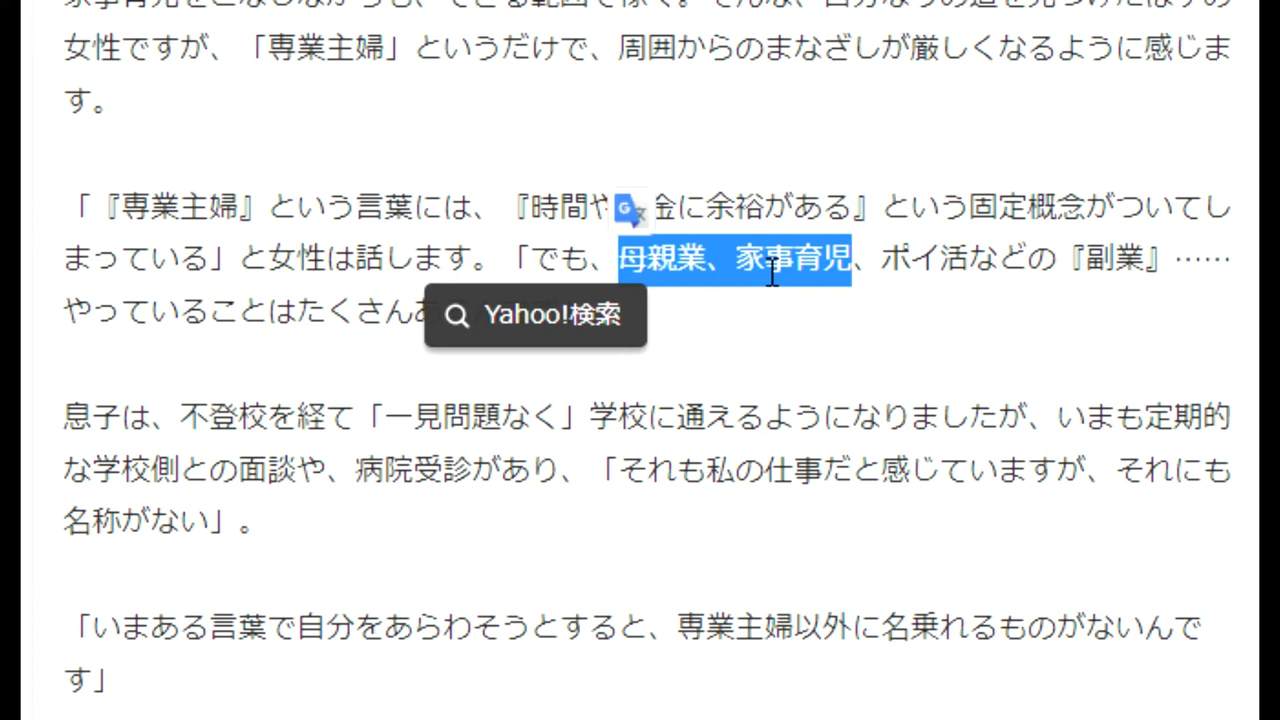 女性ですが、「専業主婦」というだけで、周囲からのまなざしが厳しくなるように感じま
す。
「『専業主婦』という言葉には、『時間や 金に余裕がある』という固定概念がついてし
まっている」と女性は話します。「でも、母親業、家事育児、ポイ活などの『副業』……
やっていることはたくさんあ
Yahoo!検索
息子は、不登校を経て「一見問題なく」学校に通えるようになりましたが、いまも定期的
な学校側との面談や、病院受診があり、「それも私の仕事だと感じていますが、それにも
名称がない」。
「いまある言葉で自分をあらわそうとすると、専業主婦以外に名乗れるものがないんで
す」